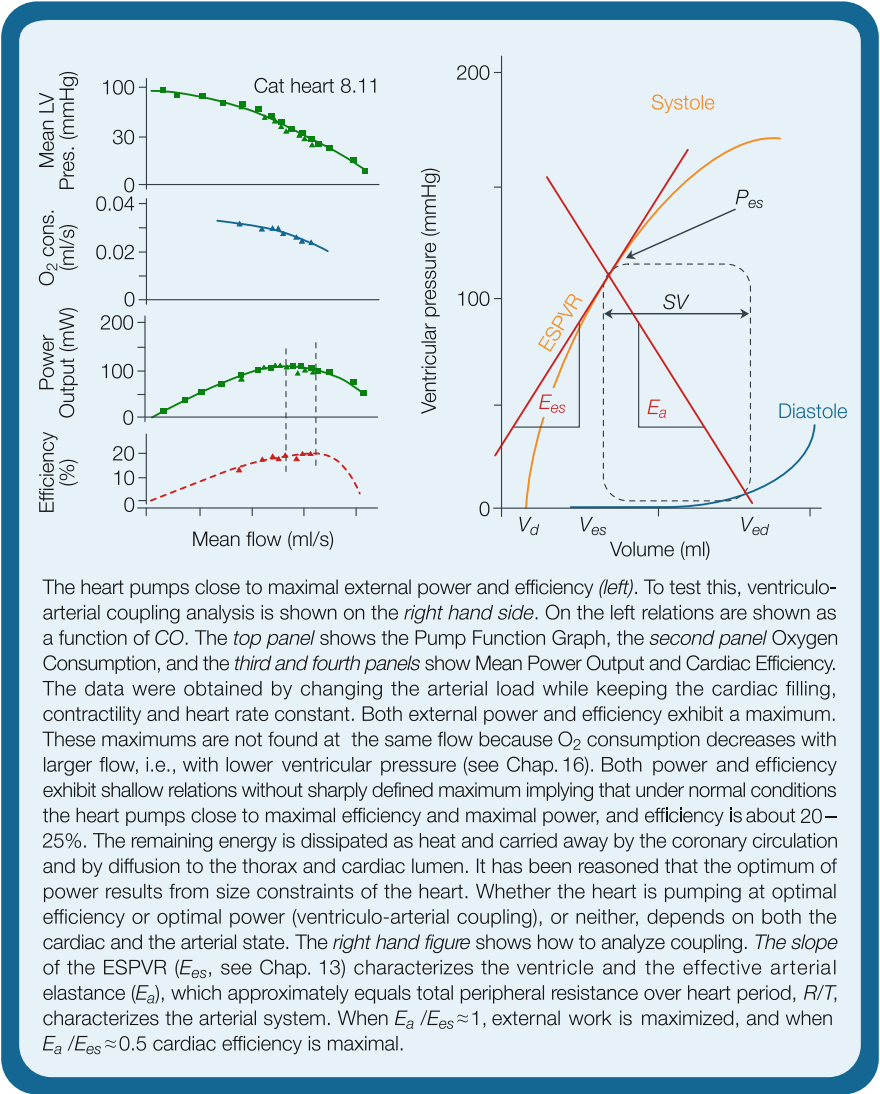 Cat heart 8.11
Mean LV
Pres. (mmHg)
100
30
0
O2 cons.
(ml/s)
0.04
0.02
0
Power
Output (mW)
200
100
0
Efficiency
(%)
20
10
0
Mean flow (ml/s)
Ventricular pressure (mmHg)
200
100
0
Systole
Pes
ESPVR
SV
Ees
Ea
Diastole
Vd
Ves
Ved
Volume (ml)
The heart pumps close to maximal external power and efficiency (left). To test this, ventriculo-
arterial coupling analysis is shown on the right hand side. On the left relations are shown as
a function of CO. The top panel shows the Pump Function Graph, the second panel Oxygen
Consumption, and the third and fourth panels show Mean Power Output and Cardiac Efficiency.
The data were obtained by changing the arterial load while keeping the cardiac filling,
contractility and heart rate constant. Both external power and efficiency exhibit a maximum.
These maximums are not found at the same flow because O2 consumption decreases with
larger flow, i.e., with lower ventricular pressure (see Chap. 16). Both power and efficiency
exhibit shallow relations without sharply defined maximum implying that under normal conditions
the heart pumps close to maximal efficiency and maximal power, and efficiency is about 20–
25%. The remaining energy is dissipated as heat and carried away by the coronary circulation
and by diffusion to the thorax and cardiac lumen. It has been reasoned that the optimum of
power results from size constraints of the heart. Whether the heart is pumping at optimal
efficiency or optimal power (ventriculo-arterial coupling), or neither, depends on both the
cardiac and the arterial state. The right hand figure shows how to analyze coupling. The slope
of the ESPVR (Ees, see Chap. 13) characterizes the ventricle and the effective arterial
elastance (Ea), which approximately equals total peripheral resistance over heart period, R/T,
characterizes the arterial system. When Ea /Ees≈1, external work is maximized, and when
Ea /Ees≈0.5 cardiac efficiency is maximal.